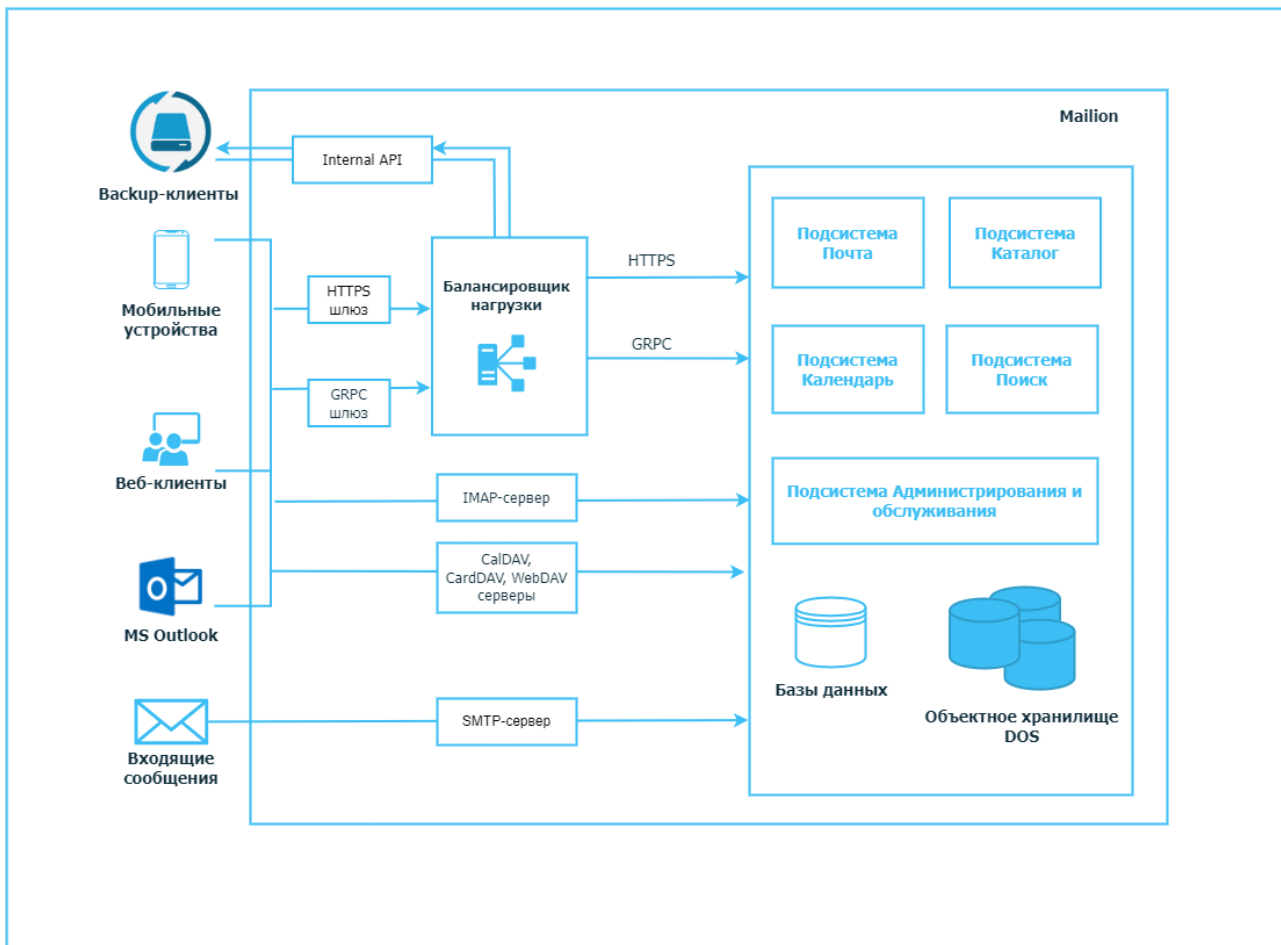 Mailion
Internal API
Backup-клиенты
Мобильные
устройства
Веб-клиенты
MS Outlook
Входящие
сообщения
HTTPS
шлюз
GRPC
шлюз
Балансировщик
нагрузки
HTTPS
GRPC
IMAP-сервер
CalDAV,
CardDAV, WebDAV
серверы
SMTP-сервер
Подсистема
Почта
Подсистема
Каталог
Подсистема
Календарь
Подсистема
Поиск
Подсистема Администрирования и
обслуживания
Базы данных
Объектное хранилище
DOS